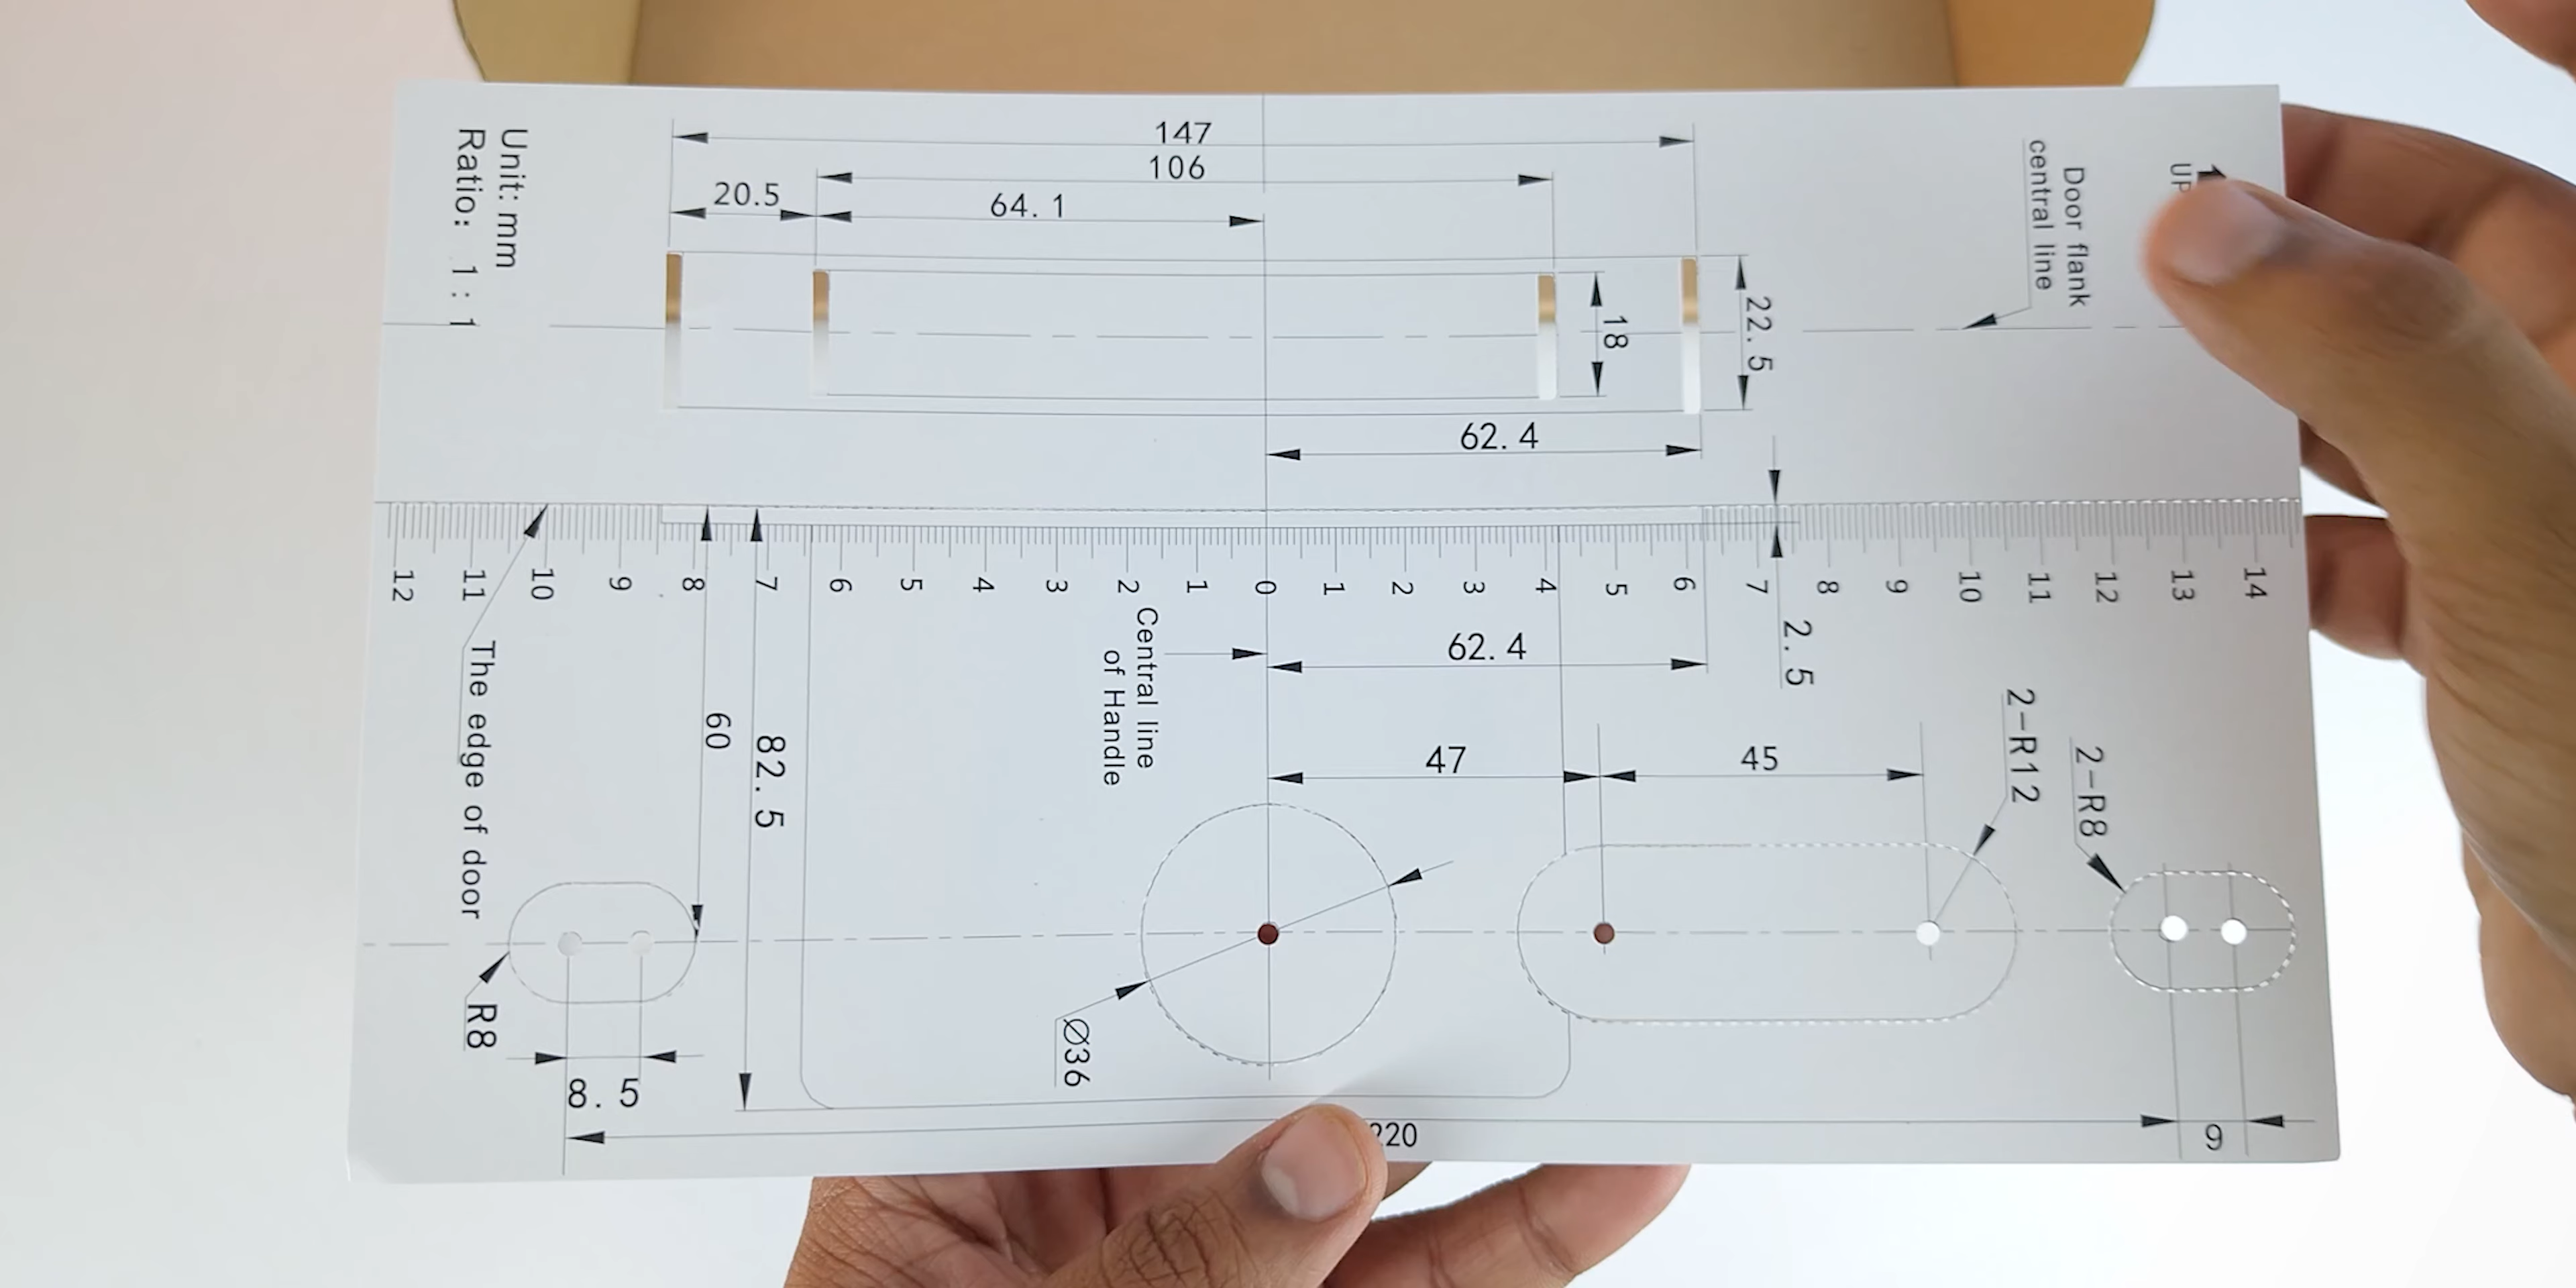 147
106
20.5
64.1
Unit: mm
Ratio: 1 : 1
18
22.5
62.4
Door flank
central line
UP
12 11 10 9 8 7 6 5 4 3 2 1 0 1 2 3 4 5 6 7 8 9 10 11 12 13 14
The edge of door
60
82.5
Central line
of Handle
62.4
2.5
47
45
2-R12
2-R8
Ø36
R8
8.5
220
9